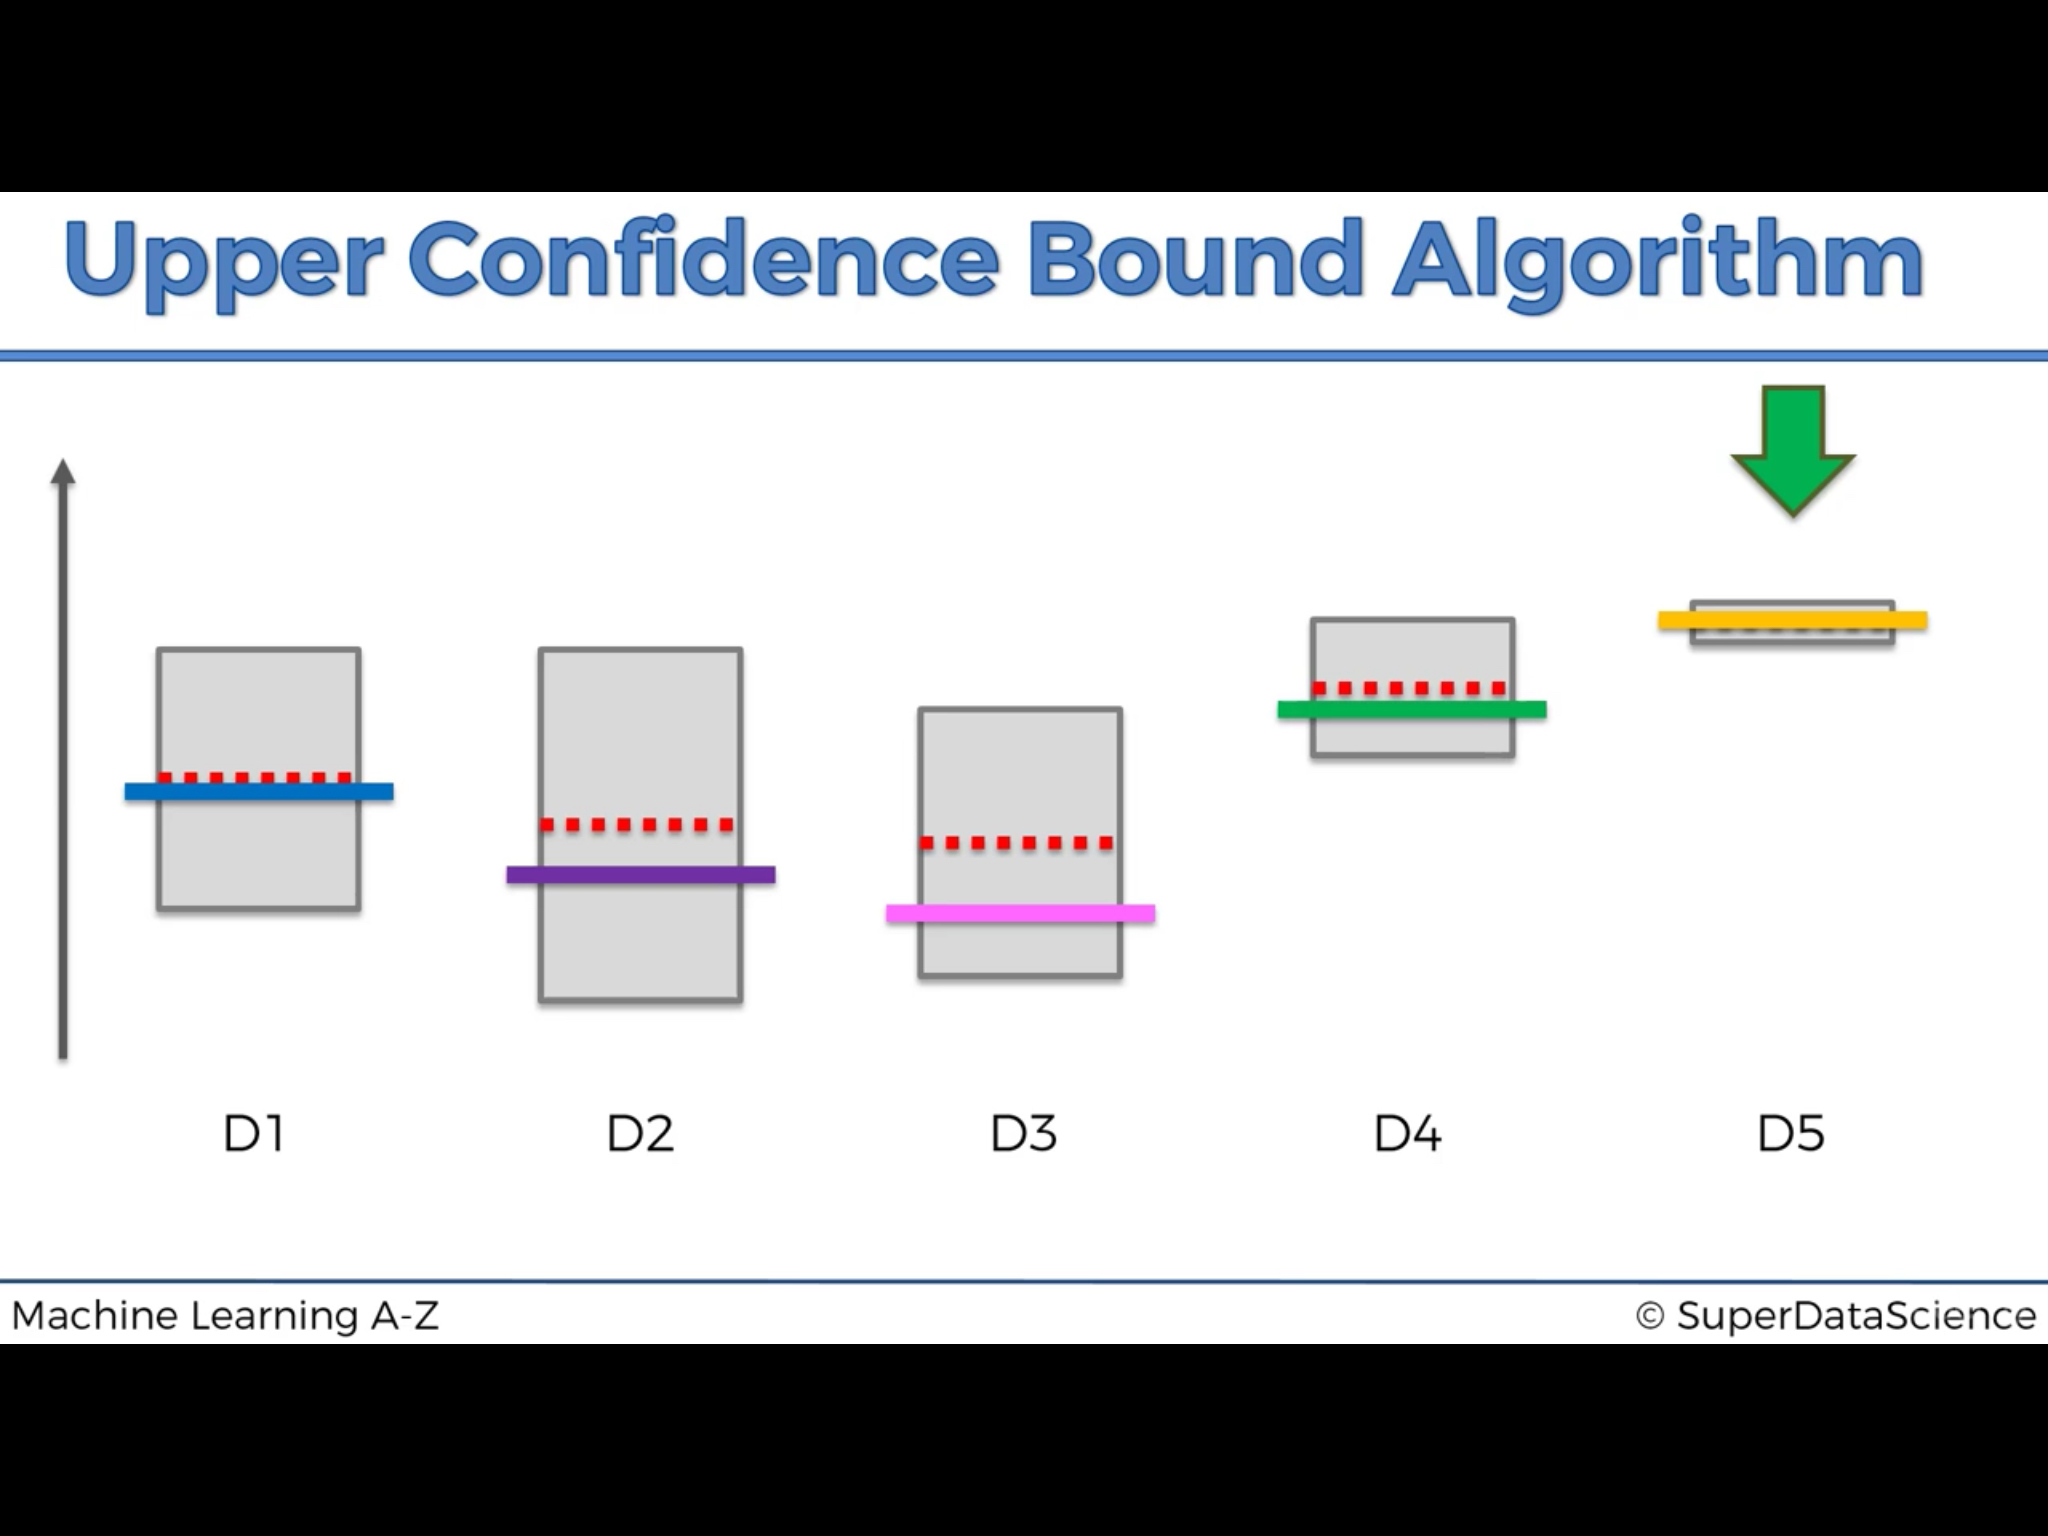 Upper Confidence Bound Algorithm
D1 D2 D3 D4 D5
Machine Learning A-Z
© SuperDataScience